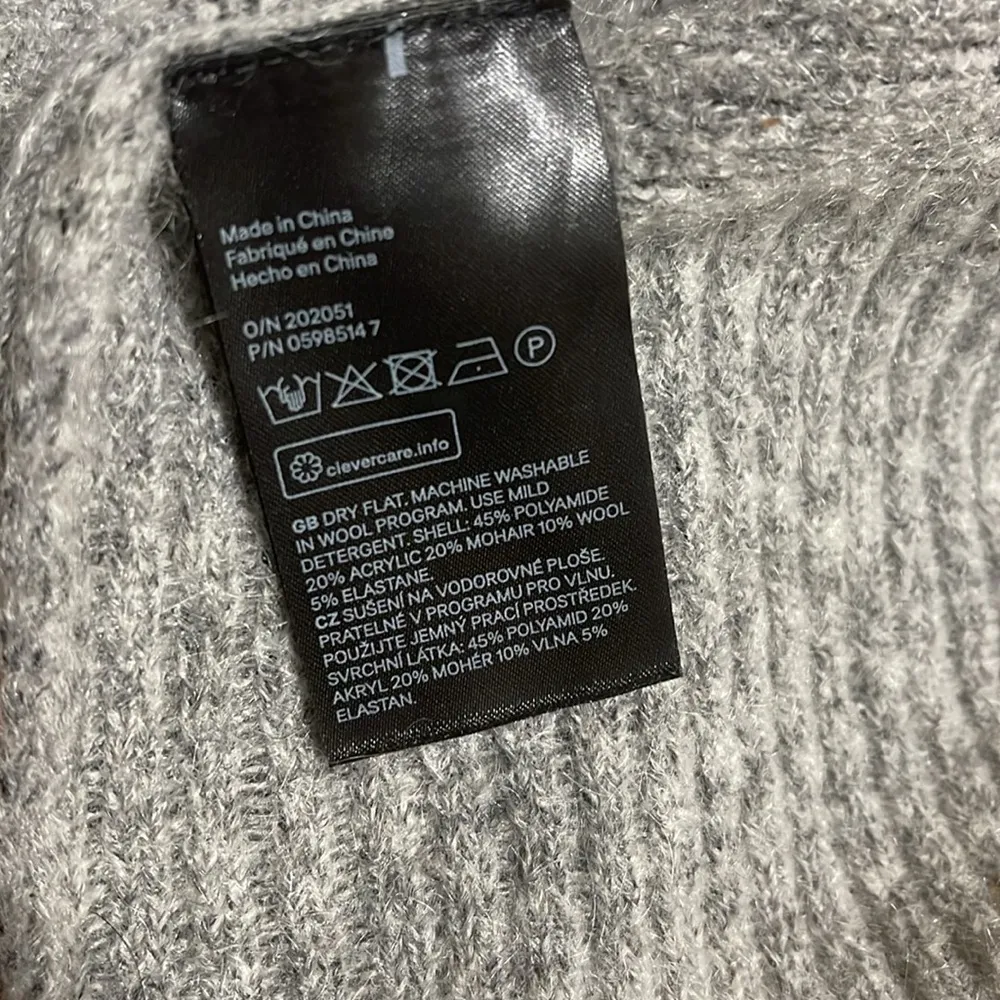 Made in China
Fabriqué en Chine
Hecho en China
O/N 202051
P/N 0598514 7
P
clevercare.info
GB DRY FLAT. MACHINE WASHABLE
IN WOOL PROGRAM. USE MILD
DETERGENT. SHELL: 45% POLYAMIDE
20% ACRYLIC 20% MOHAIR 10% WOOL
5% ELASTANE.
CZ SUŠENÍ NA VODOROVNÉ PLOŠE.
PRATELNÉ V PROGRAMU PRO VLNU.
POUŽIJTE JEMNÝ PRACÍ PROSTŘEDEK.
SVRCHNÍ LÁTKA: 45% POLYAMID 20%
AKRYL 20% MOHÉR 10% VLNA 5%
ELASTAN.